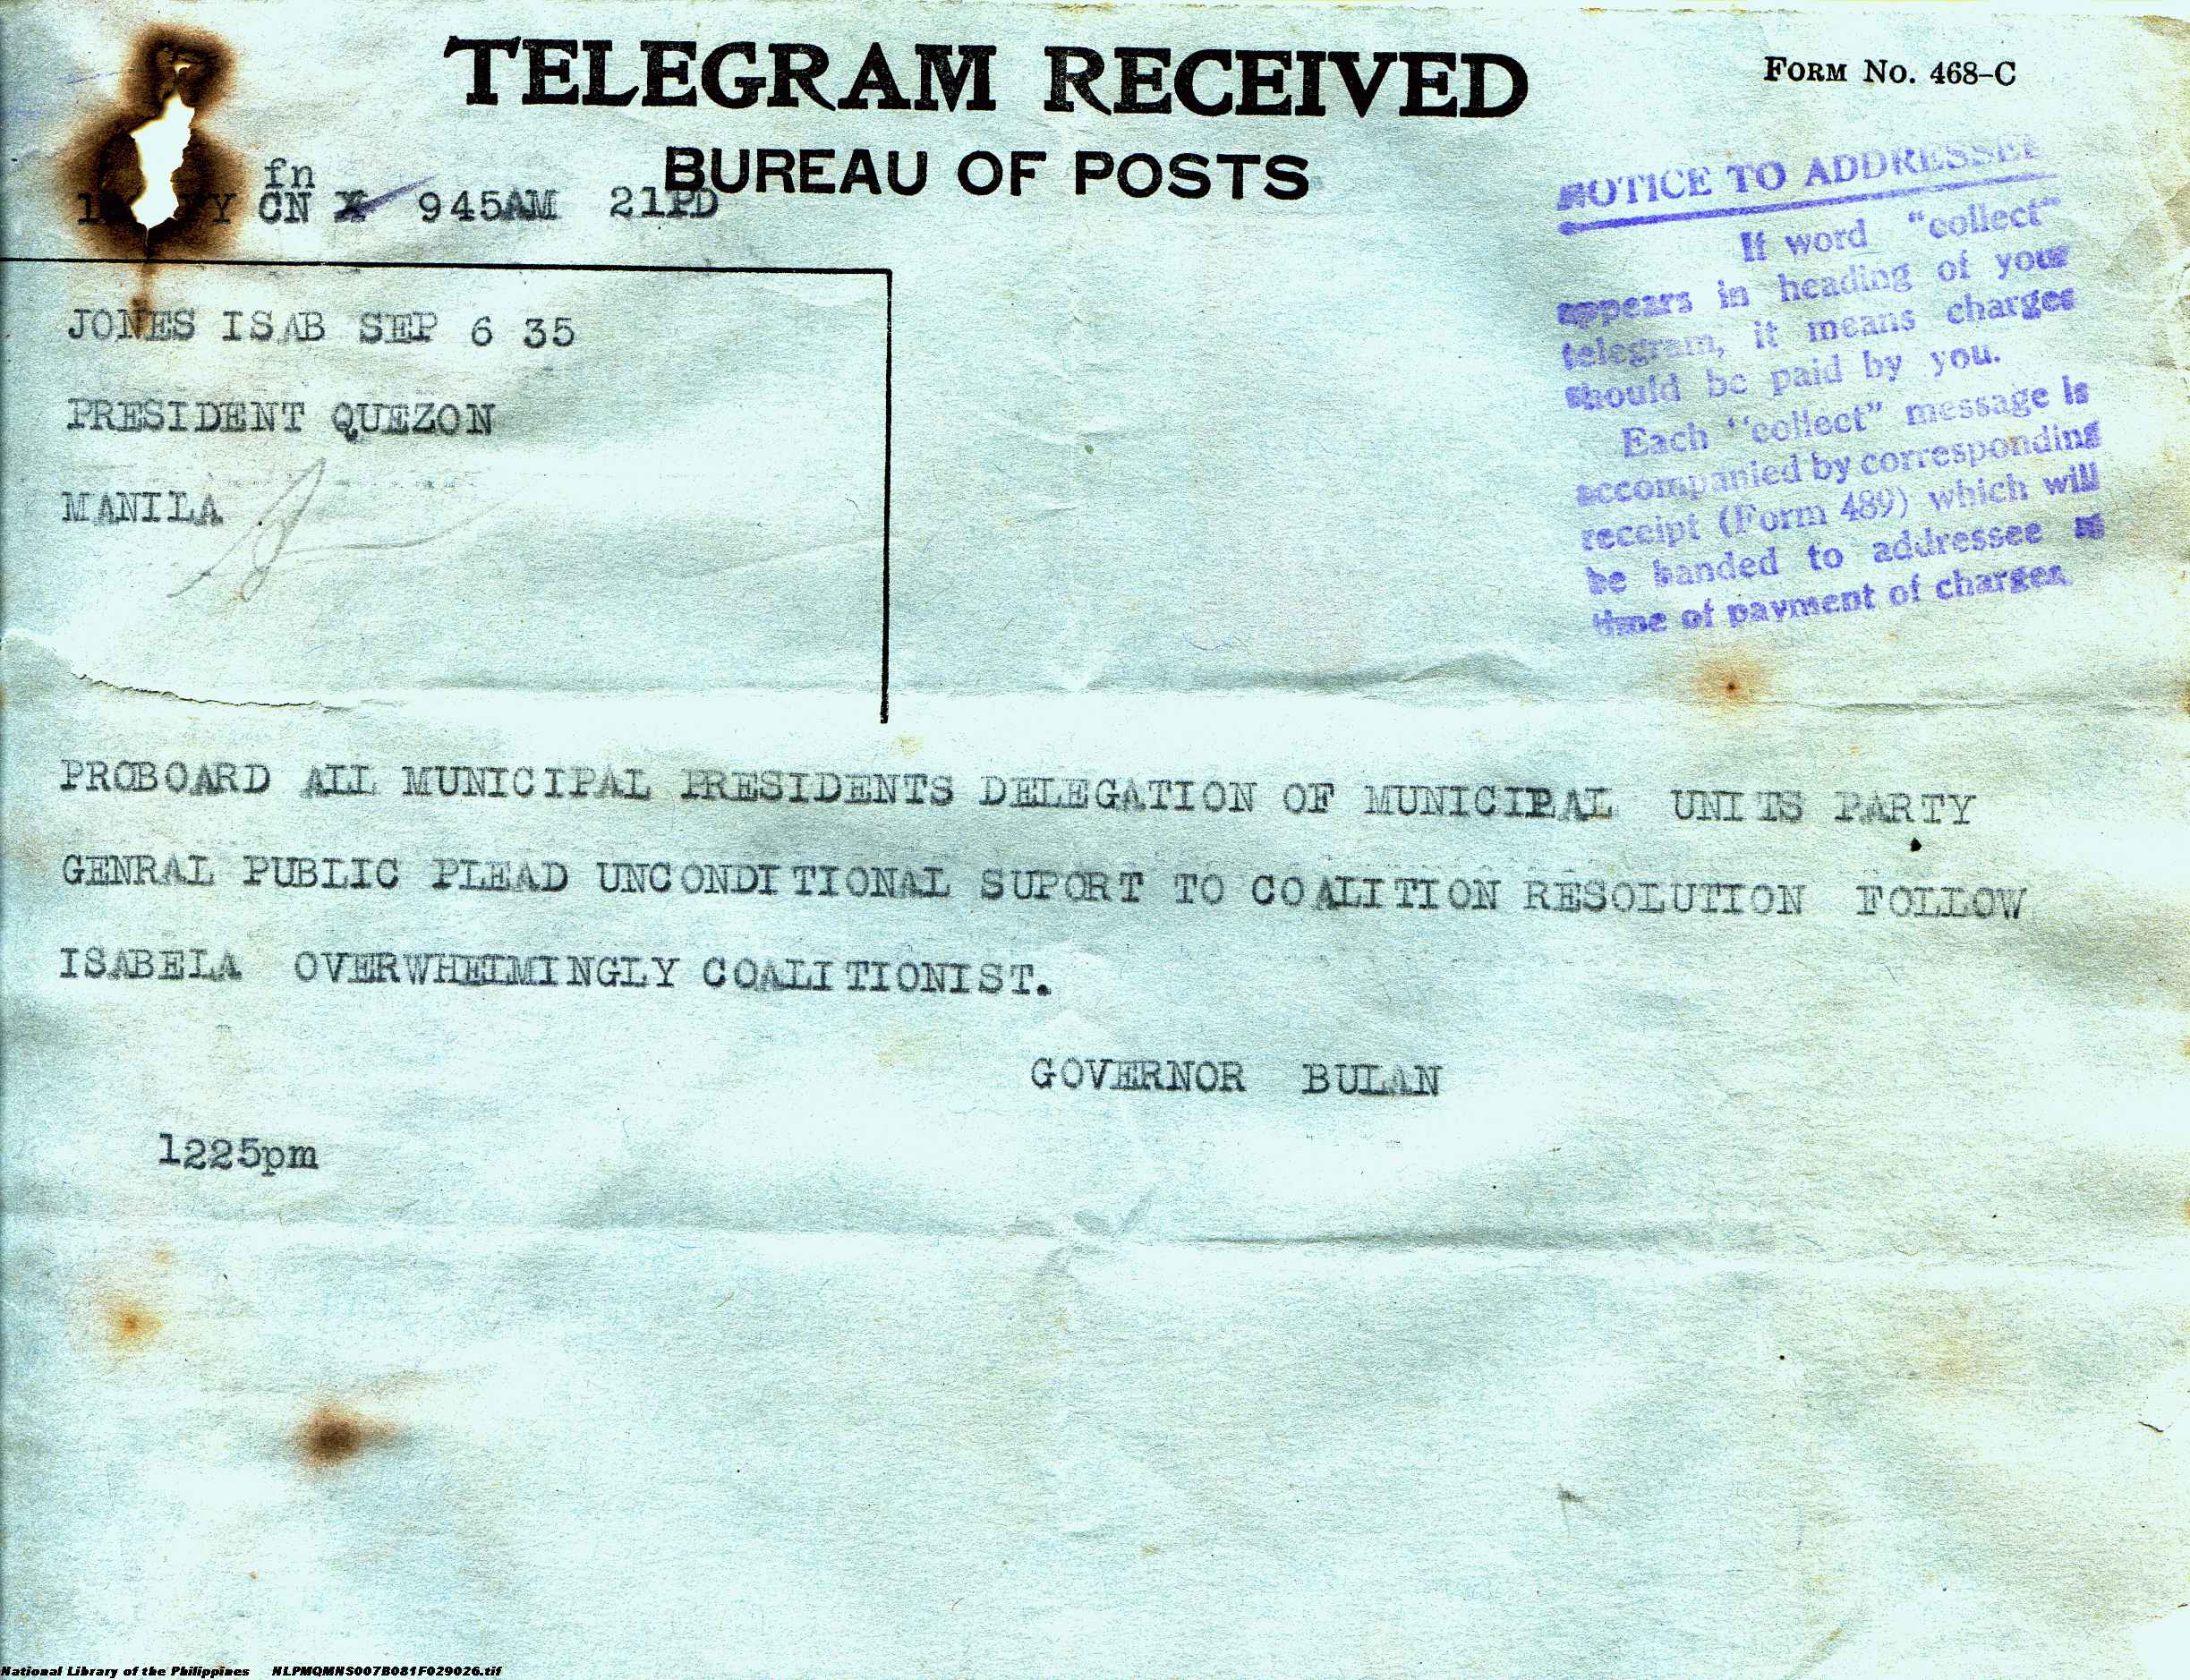 TELEGRAM RECEIVED
FORM No. 468-C
BUREAU OF POSTS
fn
CN X 945AM 21PD
JONES ISAB SEP 6 35
PRESIDENT QUEZON
MANILA
NOTICE TO ADDRESSEE
If word "collect"
appears in heading of your
telegram, it means charges
should be paid by you.
Each "collect" message is
accompanied by corresponding
receipt (Form 489) which will
be handed to addressee at
time of payment of charges.
PROBOARD ALL MUNICIPAL PRESIDENTS DELEGATION OF MUNICIPAL UNITS PARTY
GENRAL PUBLIC PLEAD UNCONDITIONAL SUPORT TO COALITION RESOLUTION FOLLOW
ISABELA OVERWHELMINGLY COALITIONIST.
GOVERNOR BULAN
1225pm
National Library of the Philippines NLPMQMNS007B081F029026.tif